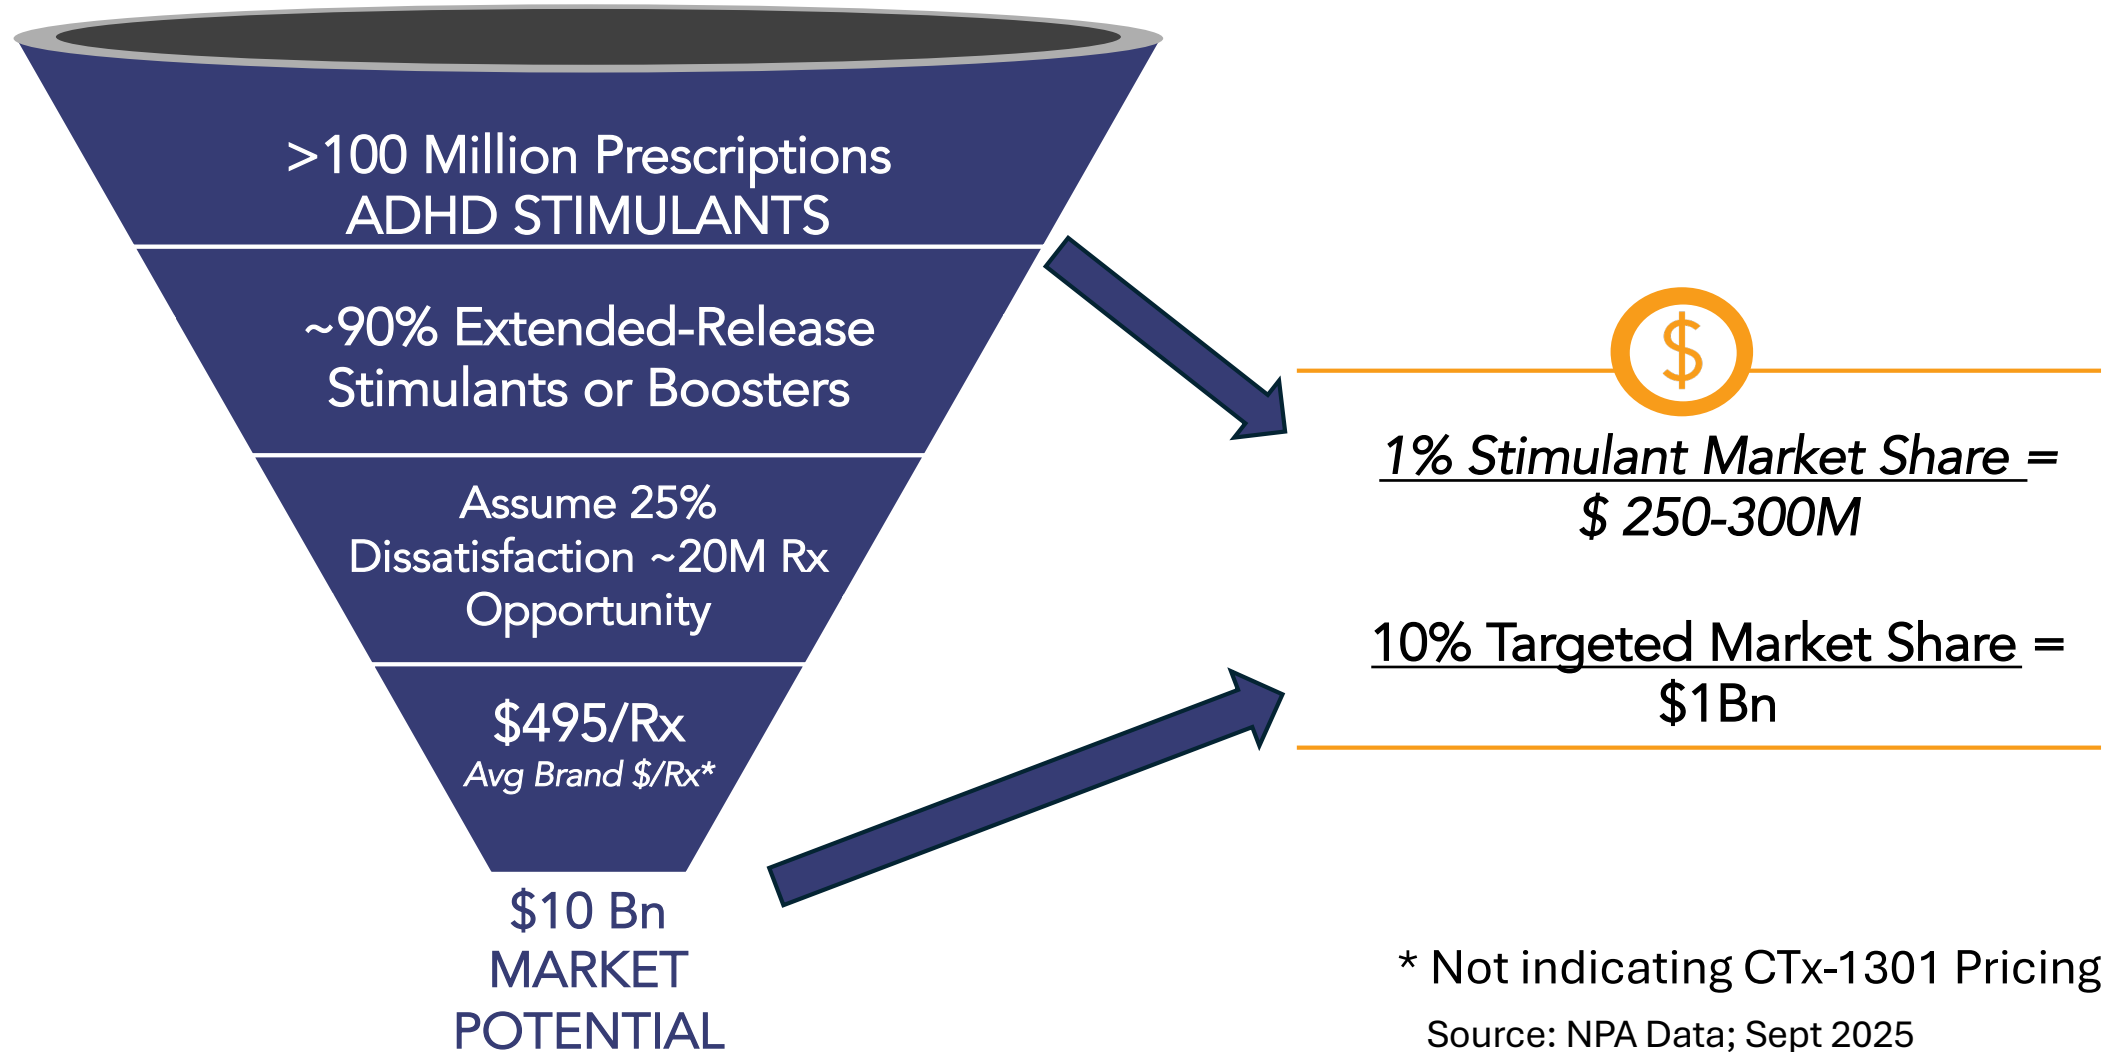 >100 Million Prescriptions
ADHD STIMULANTS
~90% Extended-Release
Stimulants or Boosters
Assume 25%
Dissatisfaction ~20M Rx
Opportunity
$495/Rx
Avg Brand $/Rx*
$10 Bn
MARKET
POTENTIAL
$
1% Stimulant Market Share =
$ 250-300M
10% Targeted Market Share =
$1Bn
* Not indicating CTx-1301 Pricing
Source: NPA Data; Sept 2025